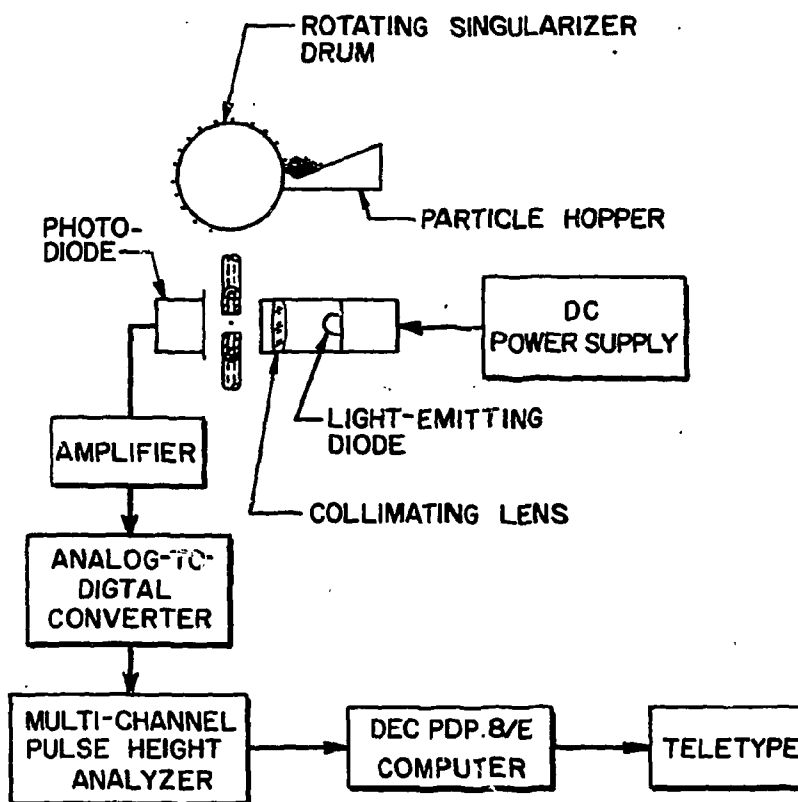 ROTATING SINGULARIZER
DRUM
PARTICLE HOPPER
PHOTO-
DIODE
DC
POWER SUPPLY
LIGHT-EMITTING
DIODE
AMPLIFIER
COLLIMATING LENS
ANALOG-TO-
DIGTAL
CONVERTER
MULTI-CHANNEL
PULSE HEIGHT
ANALYZER
DEC PDP.8/E
COMPUTER
TELETYPE